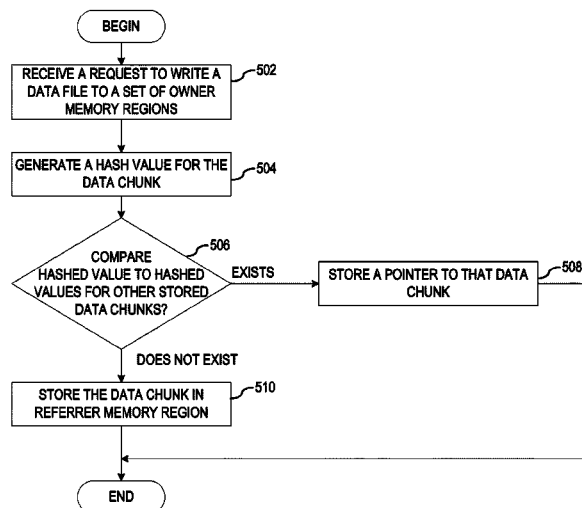 BEGIN
RECEIVE A REQUEST TO WRITE A
DATA FILE TO A SET OF OWNER
MEMORY REGIONS
502
GENERATE A HASH VALUE FOR THE
DATA CHUNK
504
COMPARE
HASHED VALUE TO HASHED
VALUES FOR OTHER STORED
DATA CHUNKS?
506
EXISTS
STORE A POINTER TO THAT DATA
CHUNK
508
DOES NOT EXIST
STORE THE DATA CHUNK IN
REFERRER MEMORY REGION
510
END